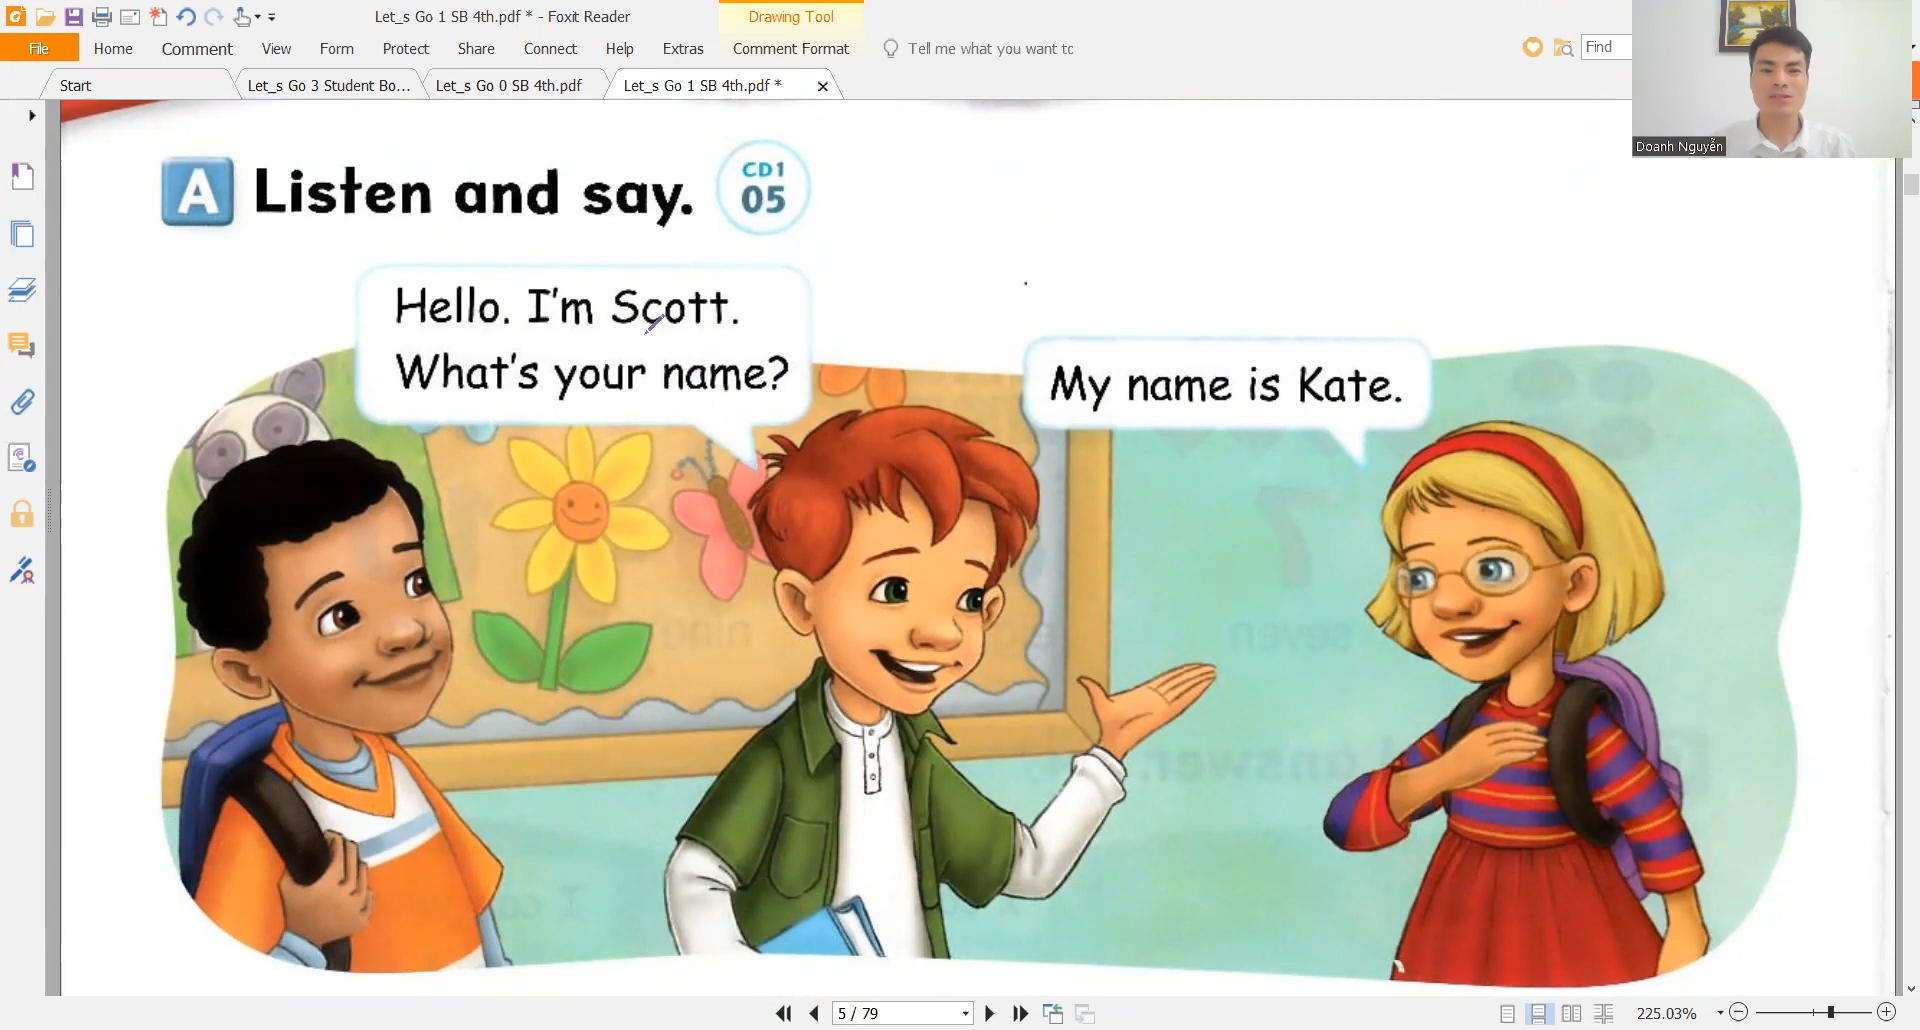 Let_s Go 1 SB 4th.pdf * - Foxit Reader
Drawing Tool
File
Home
Comment
View
Form
Protect
Share
Connect
Help
Extras
Comment Format
Tell me what you want to
Find
Start
Let_s Go 3 Student Bo...
Let_s Go 0 SB 4th.pdf
Let_s Go 1 SB 4th.pdf *
Doanh Nguyễn
A Listen and say.
CD1
05
Hello. I'm Scott.
What's your name?
My name is Kate.
5 / 79
225.03%